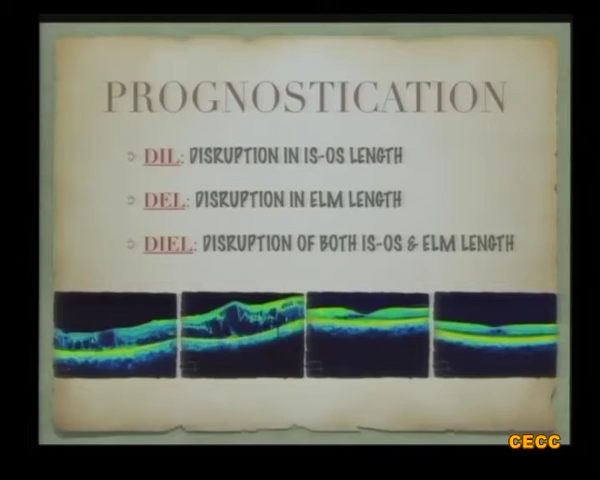 PROGNOSTICATION
DIL: DISRUPTION IN IS-OS LENGTH
DEL: DISRUPTION IN ELM LENGTH
DIEL: DISRUPTION OF BOTH IS-OS & ELM LENGTH
CECC